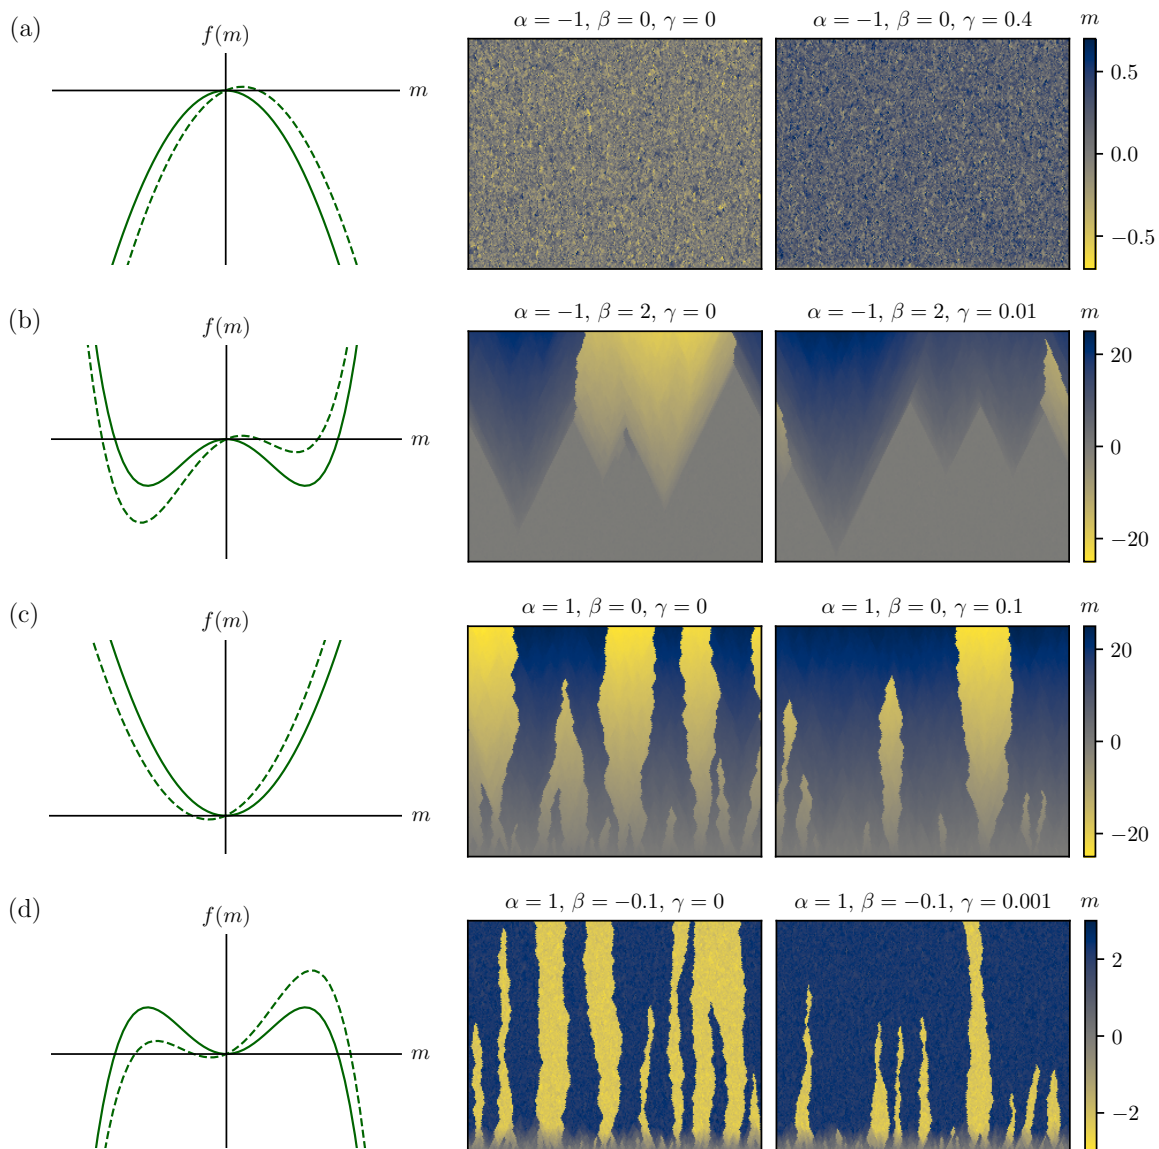 (a)
f(m)
m
α = −1, β = 0, γ = 0
α = −1, β = 0, γ = 0.4
m
0.5
0.0
−0.5
(b)
f(m)
m
α = −1, β = 2, γ = 0
α = −1, β = 2, γ = 0.01
m
20
0
−20
(c)
f(m)
m
α = 1, β = 0, γ = 0
α = 1, β = 0, γ = 0.1
m
20
0
−20
(d)
f(m)
m
α = 1, β = −0.1, γ = 0
α = 1, β = −0.1, γ = 0.001
m
2
0
−2